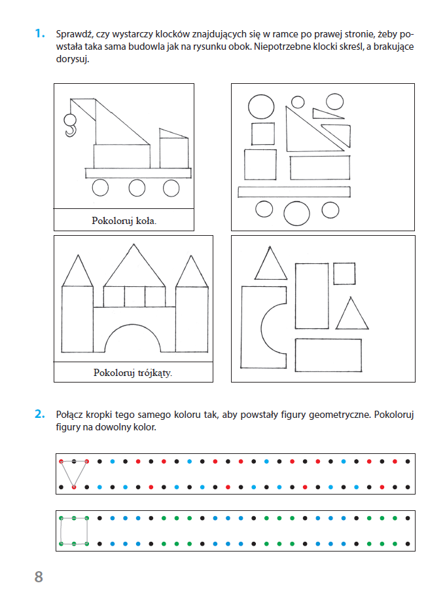 1. Sprawdź, czy wystarczy klocków znajdujących się w ramce po prawej stronie, żeby po-
wstała taka sama budowla jak na rysunku obok. Niepotrzebne klocki skreśl, a brakujące
dorysuj.
Pokoloruj koła.
Pokoloruj trójkąty.
2. Połącz kropki tego samego koloru tak, aby powstały figury geometryczne. Pokoloruj
figury na dowolny kolor.
8